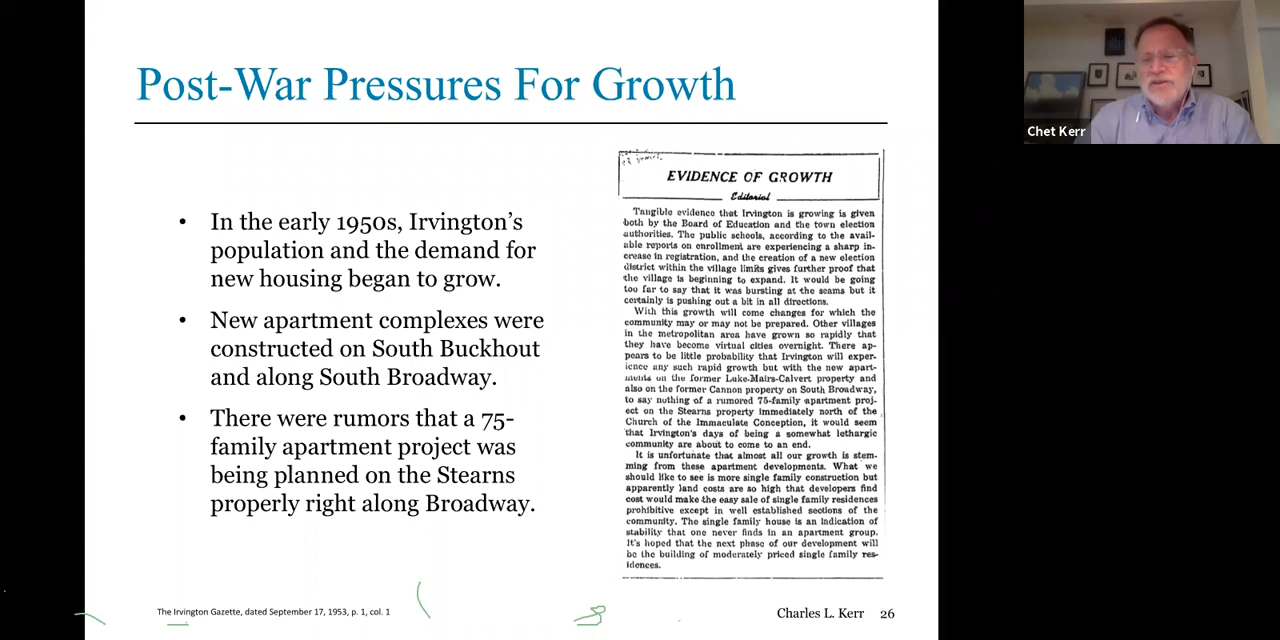 Post-War Pressures For Growth
• In the early 1950s, Irvington's
population and the demand for
new housing began to grow.
• New apartment complexes were
constructed on South Buckhout
and along South Broadway.
• There were rumors that a 75-
family apartment project was
being planned on the Stearns
properly right along Broadway.
EVIDENCE OF GROWTH
Editorial
Tangible evidence that Irvington is growing is given
both by the Board of Education and the town election
authorities. The public schools, according to the avail-
able reports on enrollment are experiencing a sharp in-
crease in registration, and the creation of a new election
district within the village limits gives further proof that
the village is beginning to expand. It would be going
too far to say that it was bursting at the seams but it
certainly is pushing out a bit in all directions.
With this growth will come changes for which the
community may or may not be prepared. Other villages
in the metropolitan area have grown so rapidly that
they have become virtual cities overnight. There ap-
pears to be little probability that Irvington will exper-
ience any such rapid growth but with the new apart-
ments on the former Luke-Mairs-Calvert property and
also on the former Cannon property on South Broadway,
to say nothing of a rumored 75-family apartment proj-
ect on the Stearns property immediately north of the
Church of the Immaculate Conception, it would seem
that Irvington's days of being a somewhat lethargic
community are about to come to an end.
It is unfortunate that almost all our growth is stem-
ming from these apartment developments. What we
should like to see is more single family construction but
apparently land costs are so high that developers find
cost would make the easy sale of single family residences
prohibitive except in well established sections of the
community. The single family house is an indication of
stability that one never finds in an apartment group.
It's hoped that the next phase of our development will
be the building of moderately priced single family res-
idences.
The Irvington Gazette, dated September 17, 1953, p. 1, col. 1
Charles L. Kerr 26
Chet Kerr